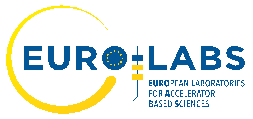 EURO LABS
EUROPEAN LABORATORIES
FOR ACCELERATOR
BASED SCIENCES